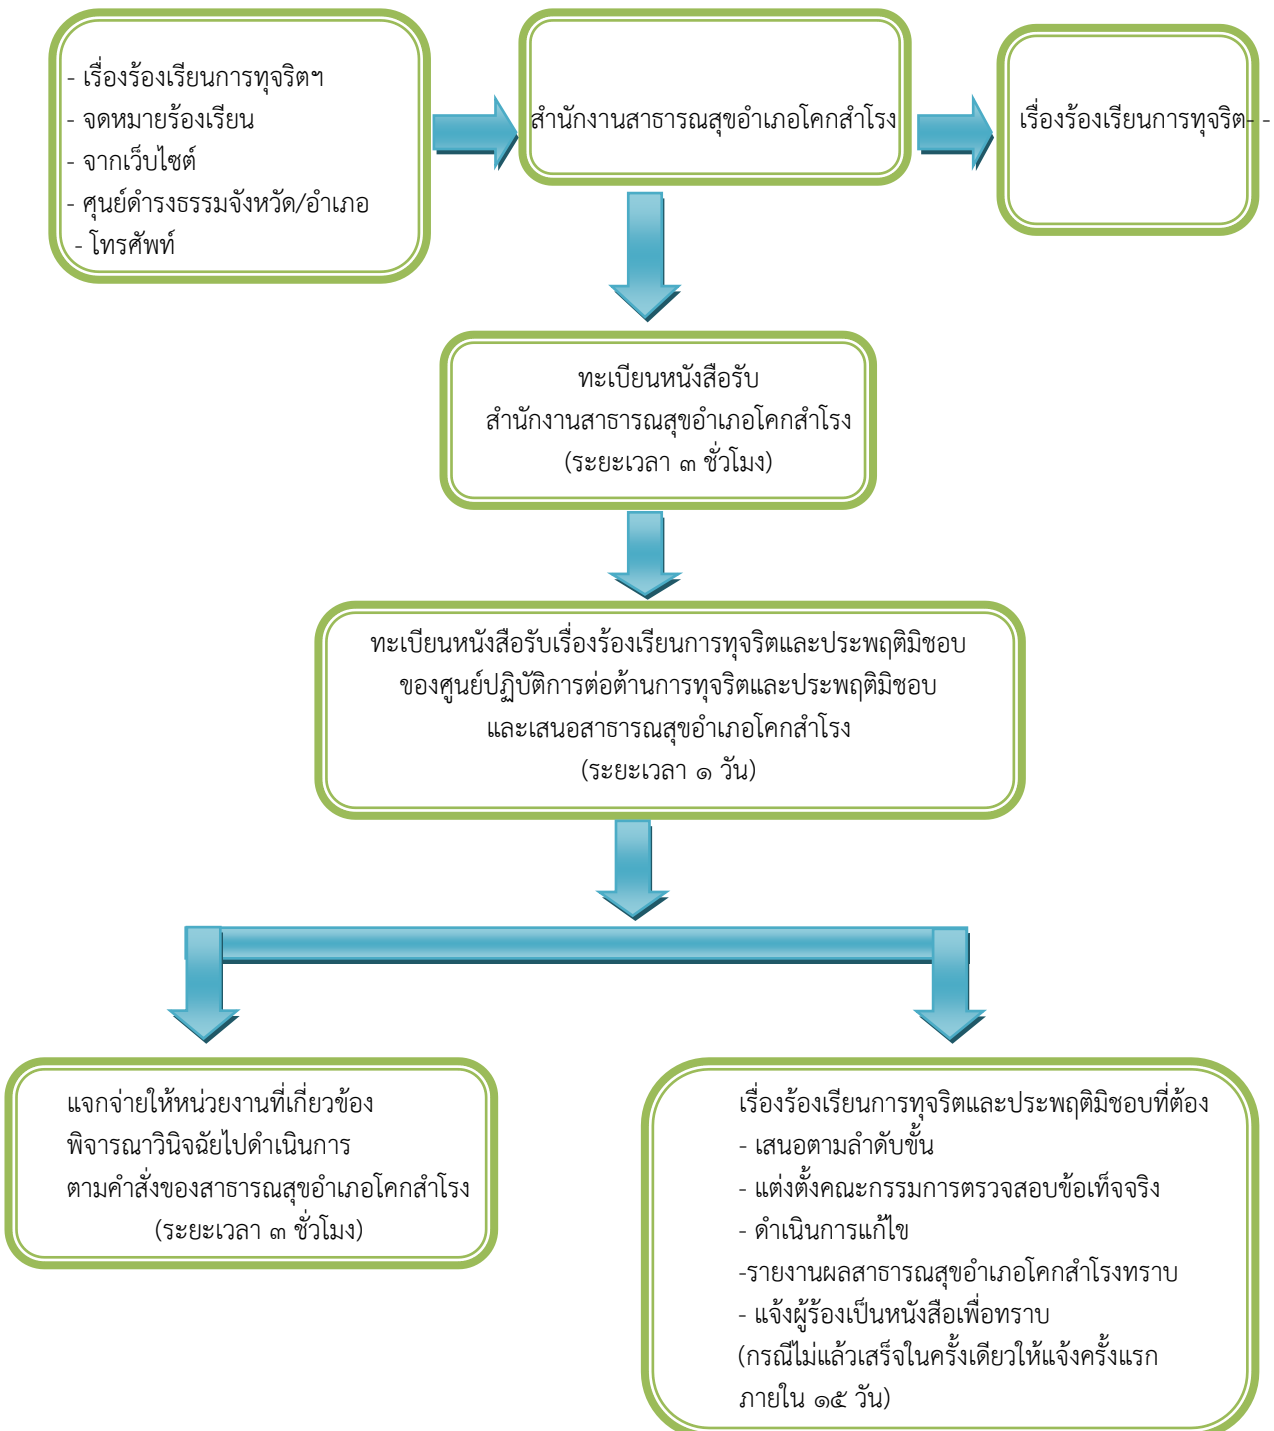 - เรื่องร้องเรียนการทุจริตฯ
- จดหมายร้องเรียน
- จากเว็บไซต์
- ศูนย์ดำรงธรรมจังหวัด/อำเภอ
- โทรศัพท์
สำนักงานสาธารณสุขอำเภอโคกสำโรง
เรื่องร้องเรียนการทุจริต- -
ทะเบียนหนังสือรับ
สำนักงานสาธารณสุขอำเภอโคกสำโรง
(ระยะเวลา ๓ ชั่วโมง)
ทะเบียนหนังสือรับเรื่องร้องเรียนการทุจริตและประพฤติมิชอบ
ของศูนย์ปฏิบัติการต่อต้านการทุจริตและประพฤติมิชอบ
และเสนอสาธารณสุขอำเภอโคกสำโรง
(ระยะเวลา ๑ วัน)
แจกจ่ายให้หน่วยงานที่เกี่ยวข้อง
พิจารณาวินิจฉัยไปดำเนินการ
ตามคำสั่งของสาธารณสุขอำเภอโคกสำโรง
(ระยะเวลา ๓ ชั่วโมง)
เรื่องร้องเรียนการทุจริตและประพฤติมิชอบที่ต้อง
- เสนอตามลำดับขั้น
- แต่งตั้งคณะกรรมการตรวจสอบข้อเท็จจริง
- ดำเนินการแก้ไข
-รายงานผลสาธารณสุขอำเภอโคกสำโรงทราบ
- แจ้งผู้ร้องเป็นหนังสือเพื่อทราบ
(กรณีไม่แล้วเสร็จในครั้งเดียวให้แจ้งครั้งแรก
ภายใน ๑๕ วัน)